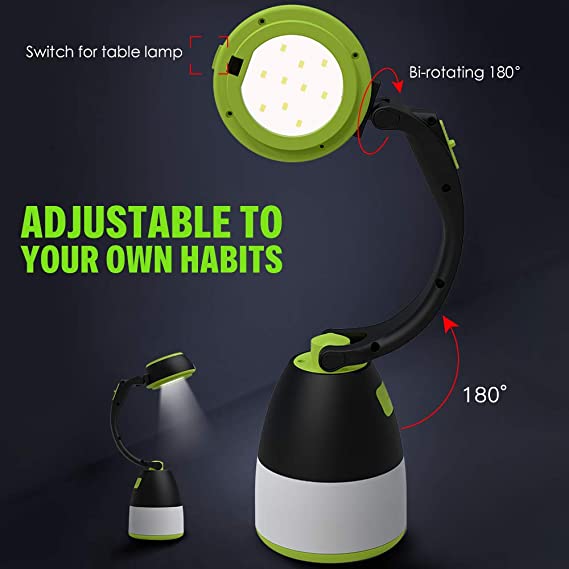 Switch for table lamp
Bi-rotating 180°
ADJUSTABLE TO
YOUR OWN HABITS
180°